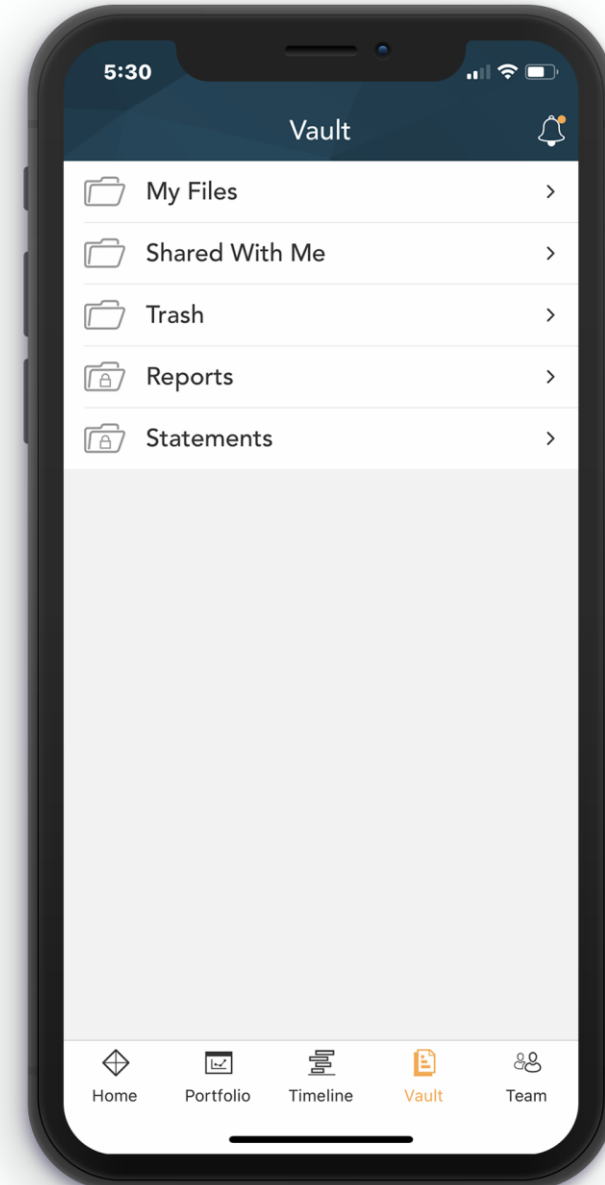 5:30
Vault
My Files
Shared With Me
Trash
Reports
Statements
Home Portfolio Timeline Vault Team